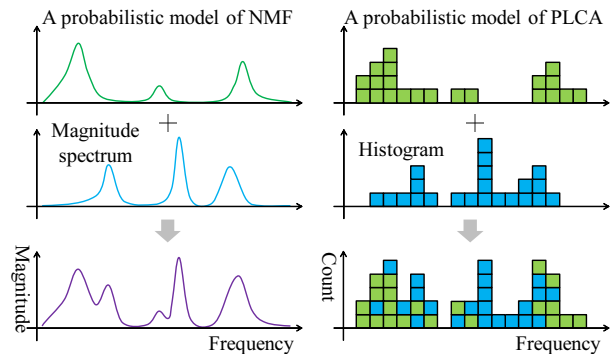 A probabilistic model of NMF
A probabilistic model of PLCA
Magnitude
spectrum
Histogram
Magnitude
Frequency
Count
Frequency